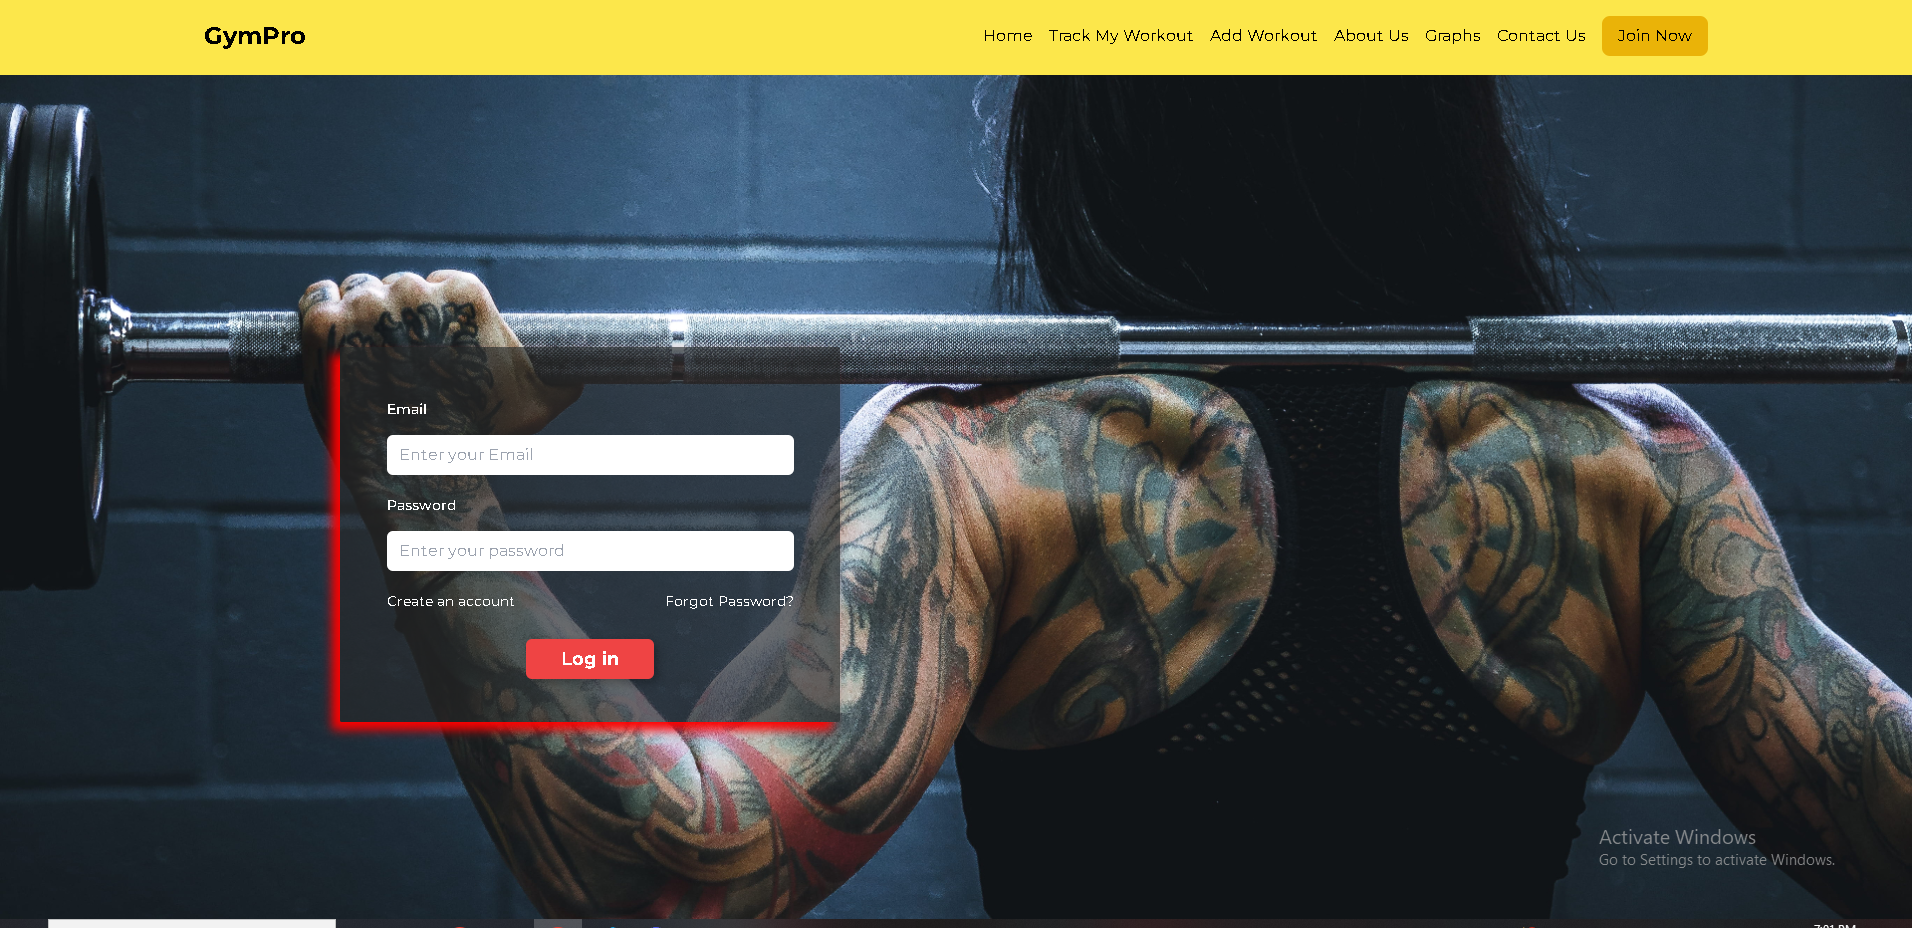 GymPro
Home Track My Workout Add Workout About Us Graphs Contact Us Join Now
Email
Enter your Email
Password
Enter your password
Create an account Forgot Password?
Log in
Activate Windows
Go to Settings to activate Windows.